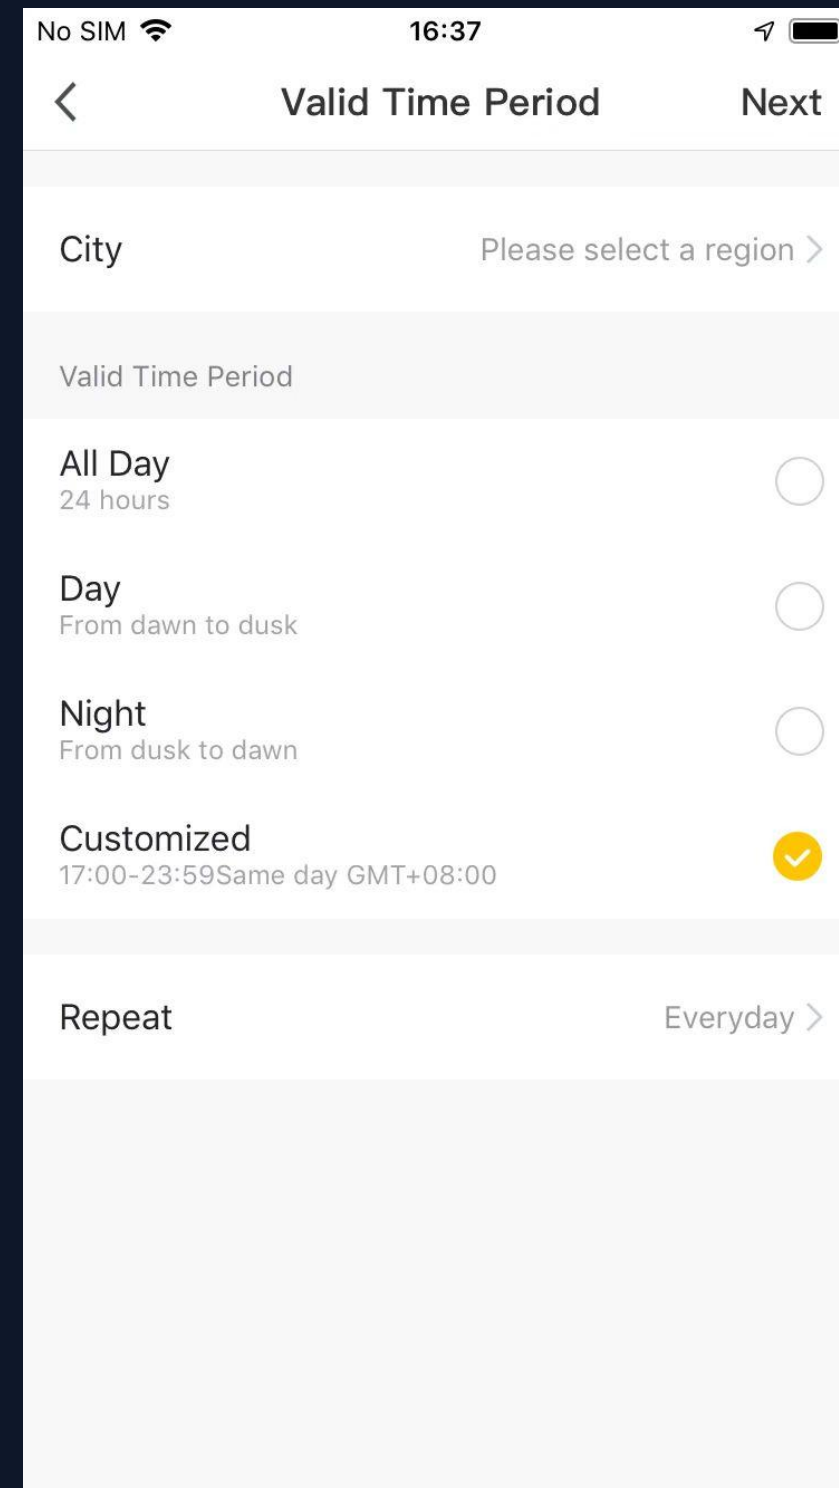 No SIM 16:37
Valid Time Period Next
City Please select a region
Valid Time Period
All Day
24 hours
Day
From dawn to dusk
Night
From dusk to dawn
Customized
17:00-23:59Same day GMT+08:00
Repeat Everyday